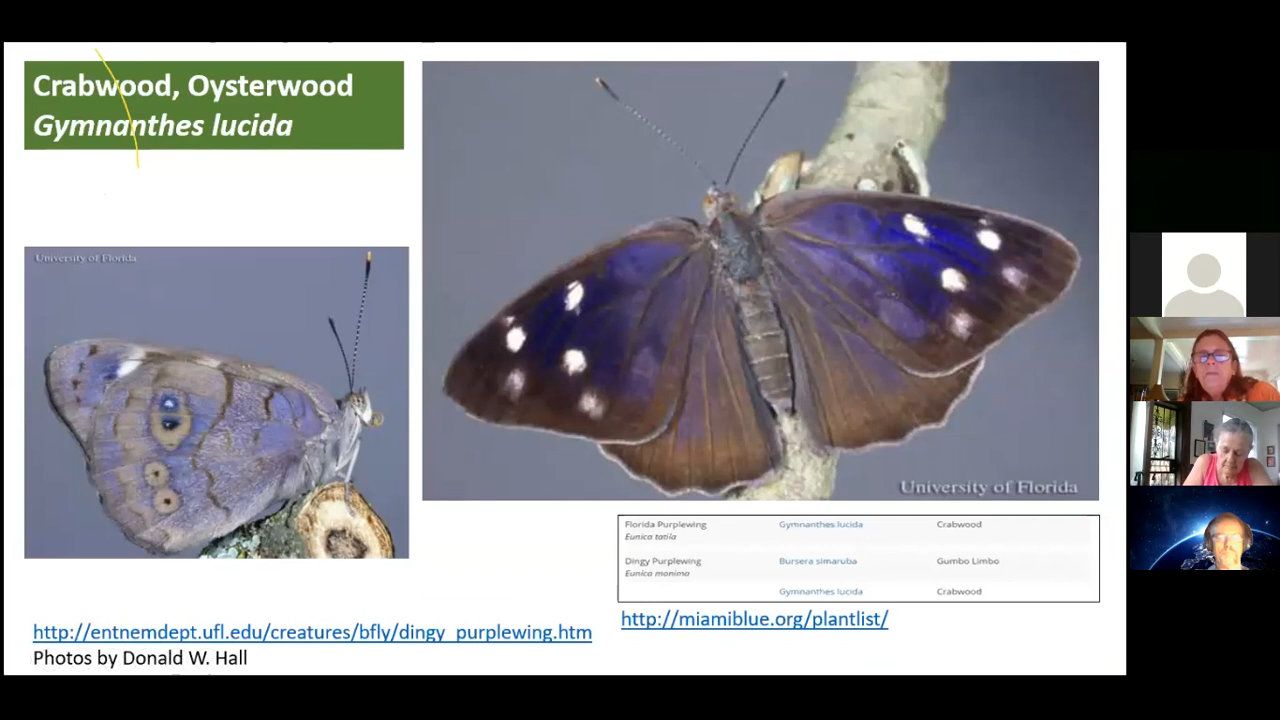 Crabwood, Oysterwood
Gymnanthes lucida
University of Florida
University of Florida
Florida Purplewing Gymnanthes lucida Crabwood
Eunica tatila
Dingy Purplewing Bursera simaruba Gumbo Limbo
Eunica monima
Gymnanthes lucida Crabwood
http://entnemdept.ufl.edu/creatures/bfly/dingy_purplewing.htm
http://miamiblue.org/plantlist/
Photos by Donald W. Hall